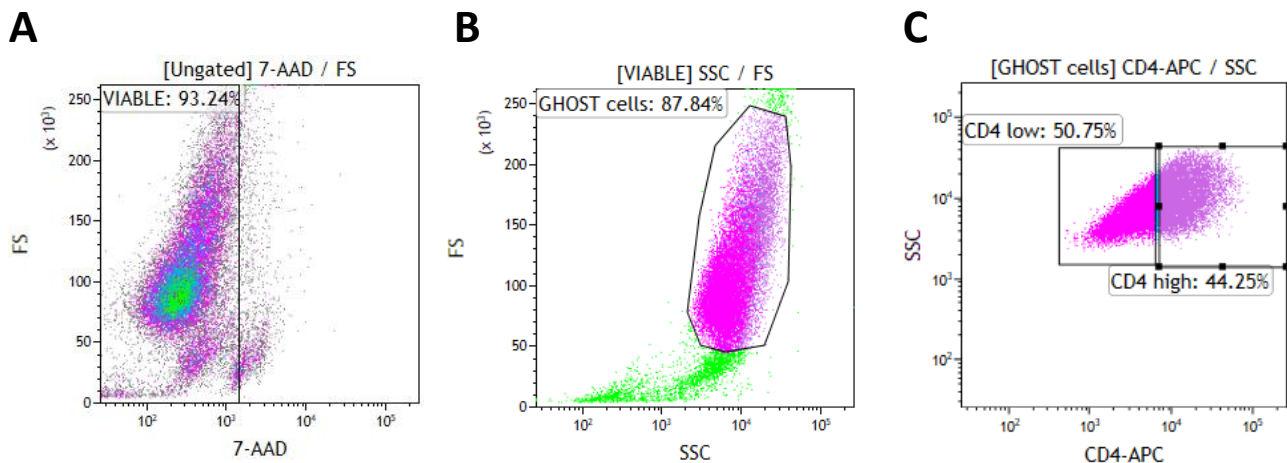 A
[Ungated] 7-AAD / FS
VIABLE: 93.24%
(x 10³)
250
200
150
100
50
0
FS
10² 10³ 10⁴ 10⁵
7-AAD
B
[VIABLE] SSC / FS
GHOST cells: 87.84%
(x 10³)
250
200
150
100
50
0
FS
10² 10³ 10⁴ 10⁵
SSC
C
[GHOST cells] CD4-APC / SSC
CD4 low: 50.75%
CD4 high: 44.25%
10⁵
10⁴
10³
10²
SSC
10² 10³ 10⁴ 10⁵
CD4-APC